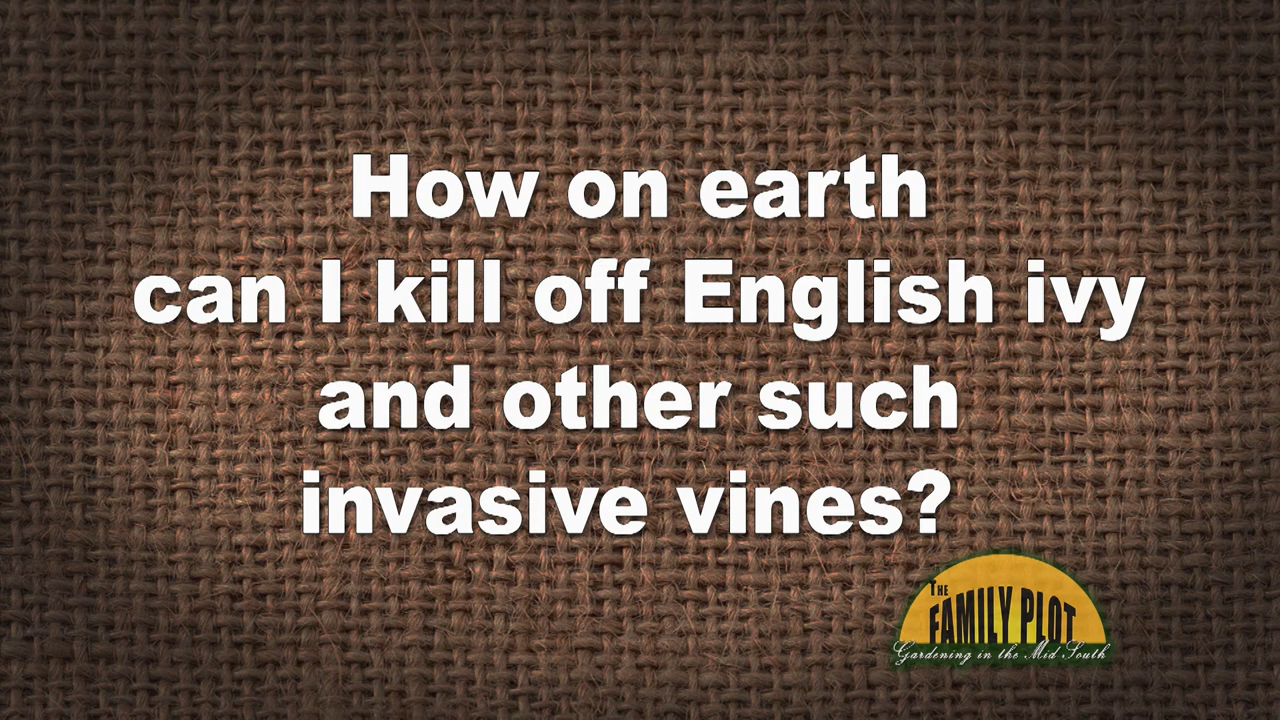 How on earth
can I kill off English ivy
and other such
invasive vines?
THE
FAMILY PLOT
Gardening in the Mid South